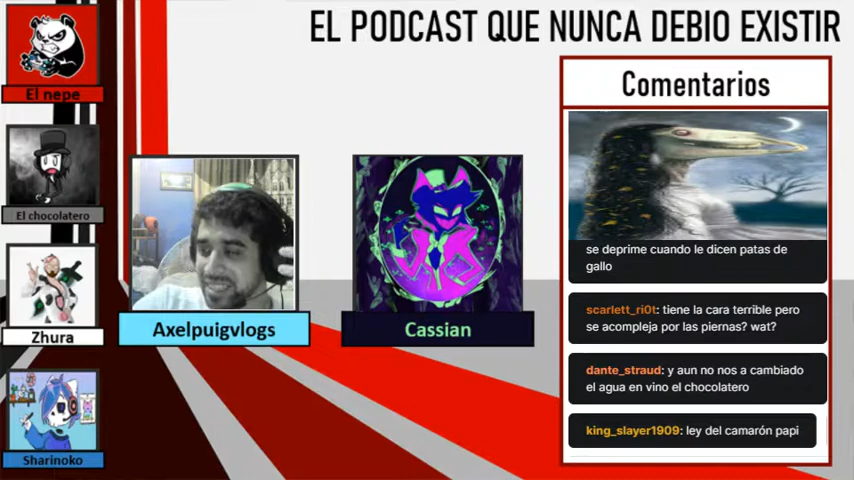 EL PODCAST QUE NUNCA DEBIO EXISTIR
El nepe
El chocolatero
Zhura
Sharinoko
Axelpuigvlogs
Cassian
Comentarios
se deprime cuando le dicen patas de
gallo
scarlett_ri0t: tiene la cara terrible pero
se acompleja por las piernas? wat?
dante_straud: y aun no nos a cambiado
el agua en vino el chocolatero
king_slayer1909: ley del camarón papi